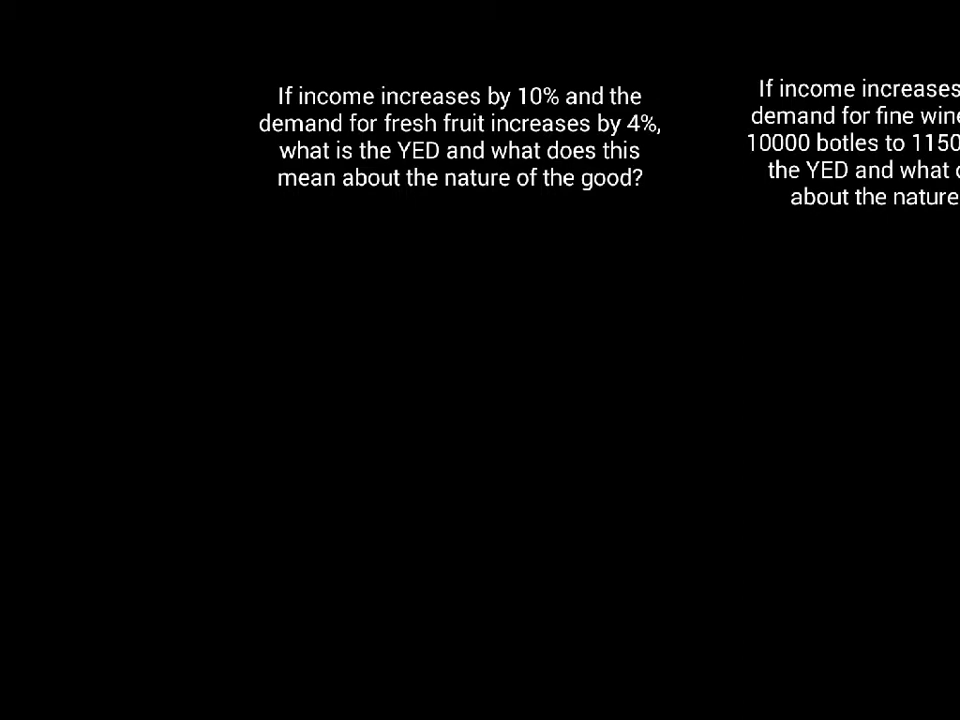 If income increases by 10% and the
demand for fresh fruit increases by 4%,
what is the YED and what does this
mean about the nature of the good?
If income increases
demand for fine
10000 botles to
the YED and what
about the nature